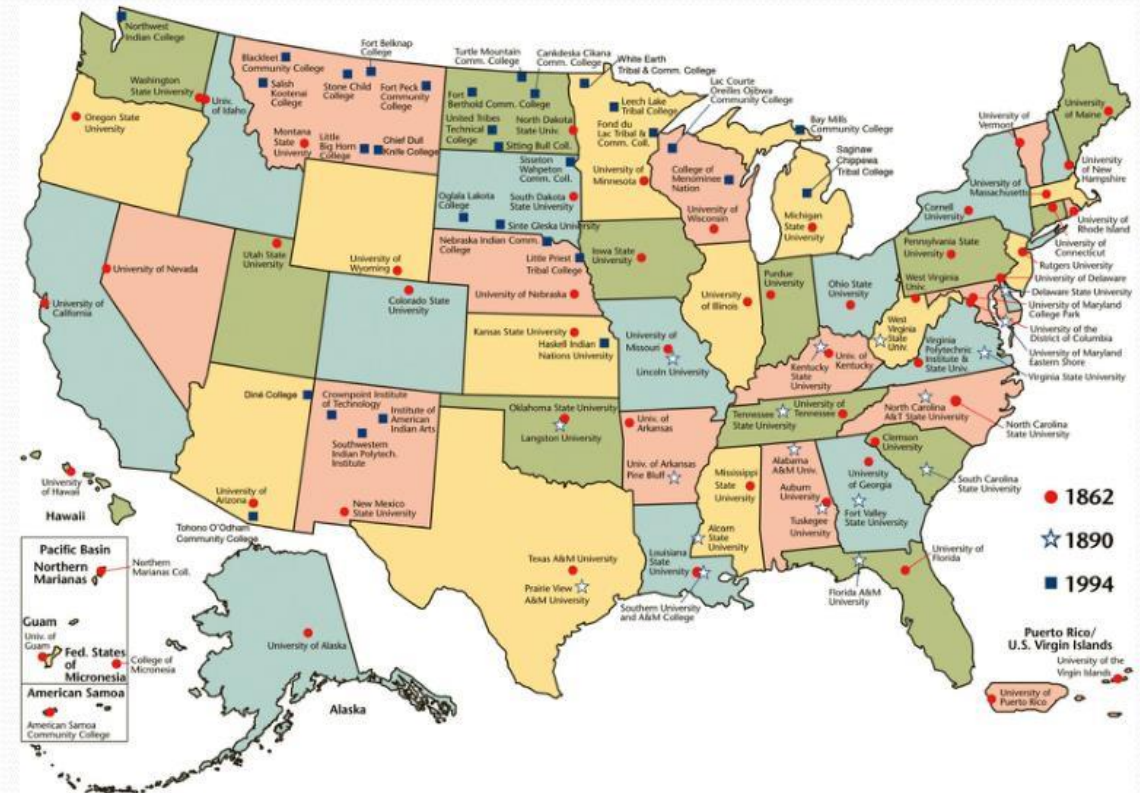 Northwest
Indian College
Washington
State University
Univ.
of Idaho
Oregon State
University
Blackfeet
Community College
Salish
Kootenai
College
Fort Belknap
College
Stone Child
College
Fort Peck
Community
College
Montana
State
University
Little
Big Horn
College
Chief Dull
Knife College
Turtle Mountain
Comm. College
Cankdeska Cikana
Comm. College
Fort
Berthold Comm. College
United Tribes
Technical
College
North Dakota
State Univ.
Sitting Bull Coll.
Sisseton
Wahpeton
Comm. Coll.
Oglala Lakota
College
South Dakota
State University
Sinte Gleska University
White Earth
Tribal & Comm. College
Leech Lake
Tribal College
Fond du
Lac Tribal &
Comm. Coll.
University of
Minnesota
Lac Courte
Oreilles Ojibwa
Community College
College of
Menominee
Nation
University of
Wisconsin
Bay Mills
Community College
Saginaw
Chippewa
Tribal College
Michigan
State
University
University of
Vermont
University
of Maine
University
of New
Hampshire
University of
Massachusetts
Cornell
University
University of
Rhode Island
University of
Connecticut
Pennsylvania State
University
Rutgers University
University of Delaware
Delaware State University
University of Maryland
College Park
University of the
District of Columbia
University of Maryland
Eastern Shore
Virginia State University
West Virginia
Univ.
West
Virginia
State
Univ.
Virginia
Polytechnic
Institute &
State Univ.
Nebraska Indian Comm.
College
Little Priest
Tribal College
University of Nebraska
Iowa State
University
University
of Illinois
Purdue
University
Ohio State
University
University of Nevada
Utah State
University
University of
Wyoming
Colorado State
University
University of
California
Kansas State University
Haskell Indian
Nations University
University of
Missouri
Lincoln University
Kentucky
State
University
Univ. of
Kentucky
Diné College
Crownpoint Institute
of Technology
Institute of
American
Indian Arts
Southwestern
Indian Polytech.
Institute
Oklahoma State University
Langston University
Univ. of
Arkansas
Univ. of Arkansas
Pine Bluff
Tennessee
State University
University of
Tennessee
North Carolina
A&T State University
North Carolina
State University
Clemson
University
South Carolina
State University
Mississippi
State
University
Alabama
A&M Univ.
Auburn
University
Tuskegee
University
University
of Georgia
Fort Valley
State University
University of
Arizona
Tohono O'Odham
Community College
New Mexico
State University
Texas A&M University
Prairie View
A&M University
Louisiana
State
University
Alcorn
State
University
Southern University
and A&M College
Florida A&M
University
University of
Florida
University
of Hawaii
Hawaii
1862
1890
1994
Pacific Basin
Northern
Marianas
Northern
Marianas Coll.
Guam
Univ. of
Guam
Fed. States
of
Micronesia
College of
Micronesia
American Samoa
American Samoa
Community College
University of Alaska
Alaska
Puerto Rico/
U.S. Virgin Islands
University of the
Virgin Islands
University of
Puerto Rico